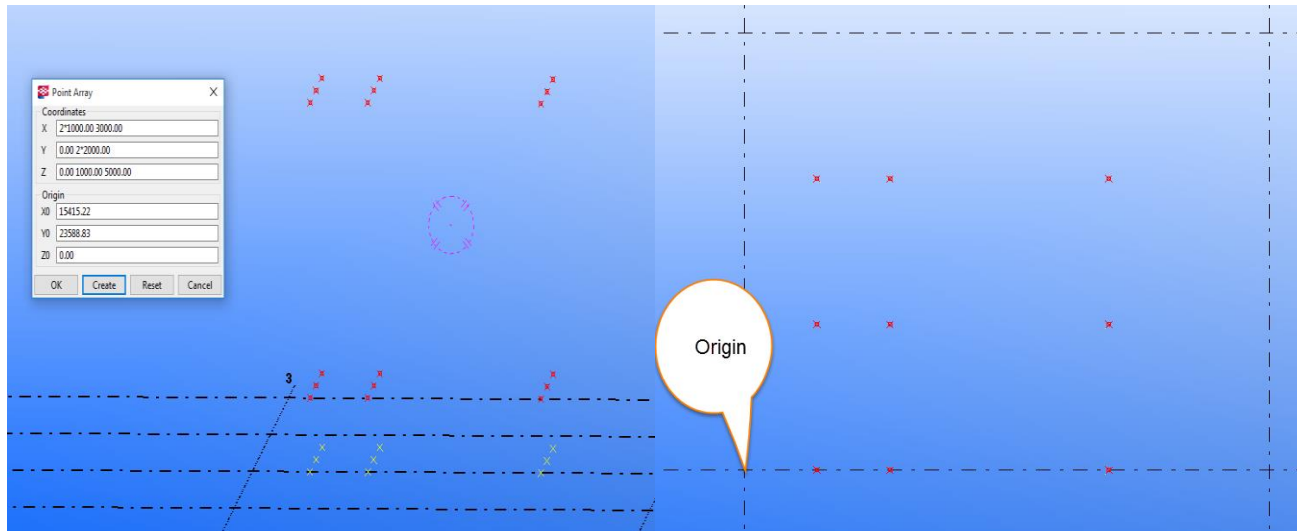 Point Array
Coordinates
X 2*1000.00 3000.00
Y 0.00 2*2000.00
Z 0.00 1000.00 5000.00
Origin
X0 15415.22
Y0 23588.83
Z0 0.00
OK Create Reset Cancel
3
Origin